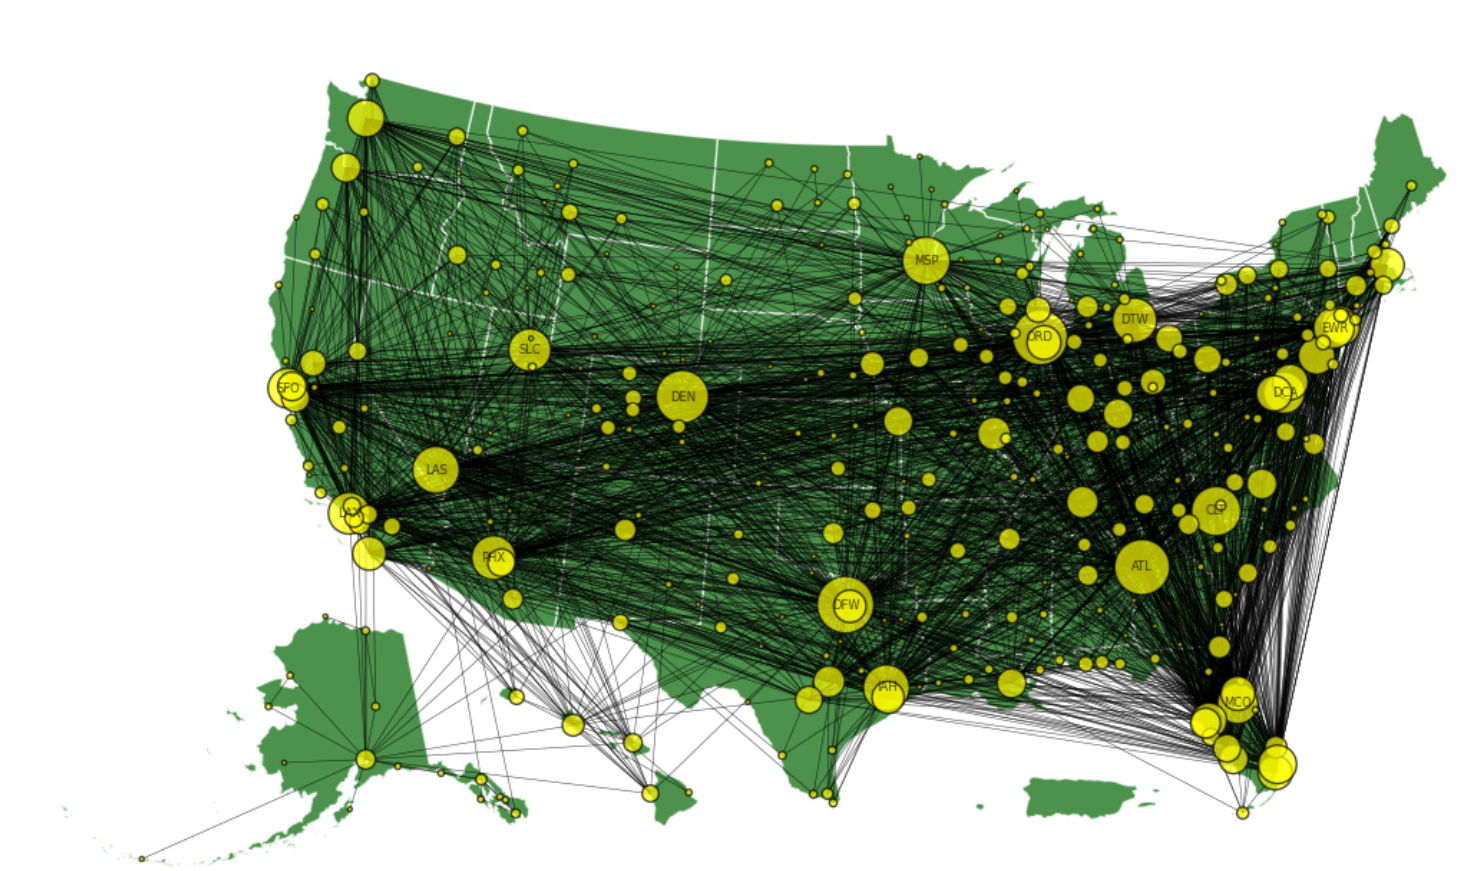 MSP
DTW
EWR
ORD
SLC
SFO
DEN
DCA
LAS
LAX
CLT
PHX
ATL
DFW
IAH
MCO